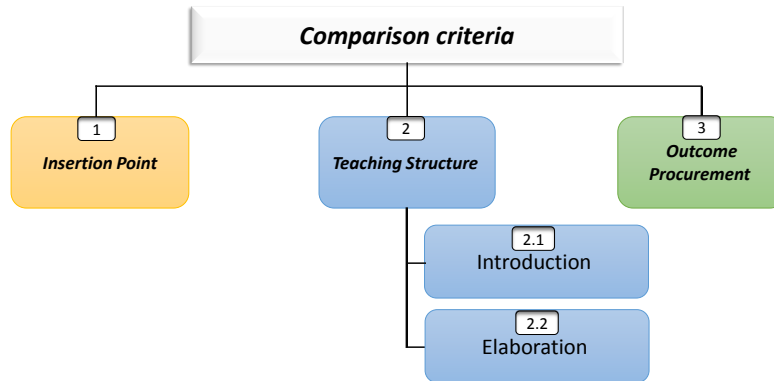 Comparison criteria
1
Insertion Point
2
Teaching Structure
3
Outcome
Procurement
2.1
Introduction
2.2
Elaboration